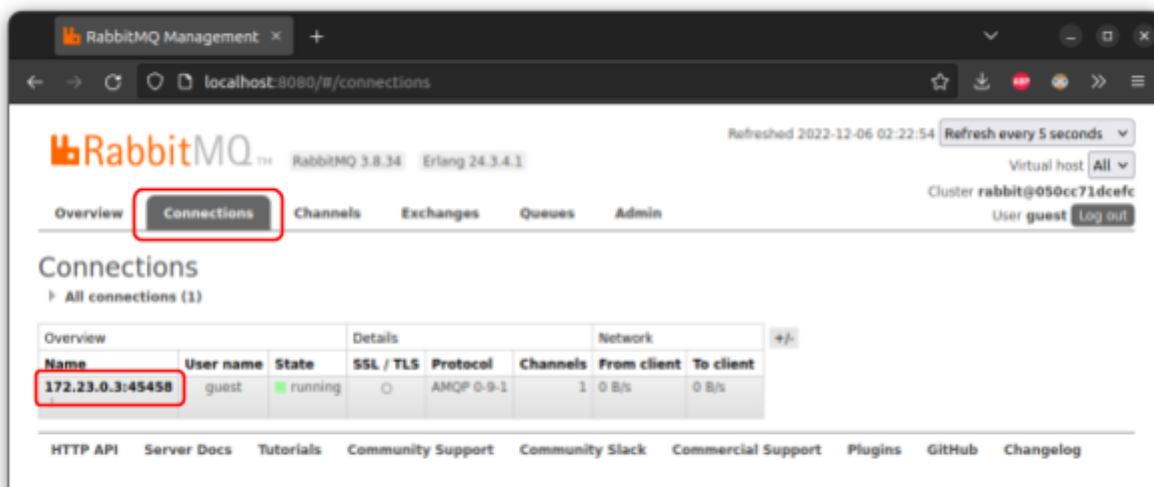 RabbitMQ Management × +
localhost:8080/#/connections
ABP
RabbitMQ TM RabbitMQ 3.8.34 Erlang 24.3.4.1
Refreshed 2022-12-06 02:22:54 Refresh every 5 seconds
Virtual host All
Cluster rabbit@050cc71dcefc
User guest Log out
Overview Connections Channels Exchanges Queues Admin
Connections
All connections (1)
Overview Details Network +/-
Name User name State SSL / TLS Protocol Channels From client To client
172.23.0.3:45458 guest running AMQP 0-9-1 1 0 B/s 0 B/s
HTTP API Server Docs Tutorials Community Support Community Slack Commercial Support Plugins GitHub Changelog